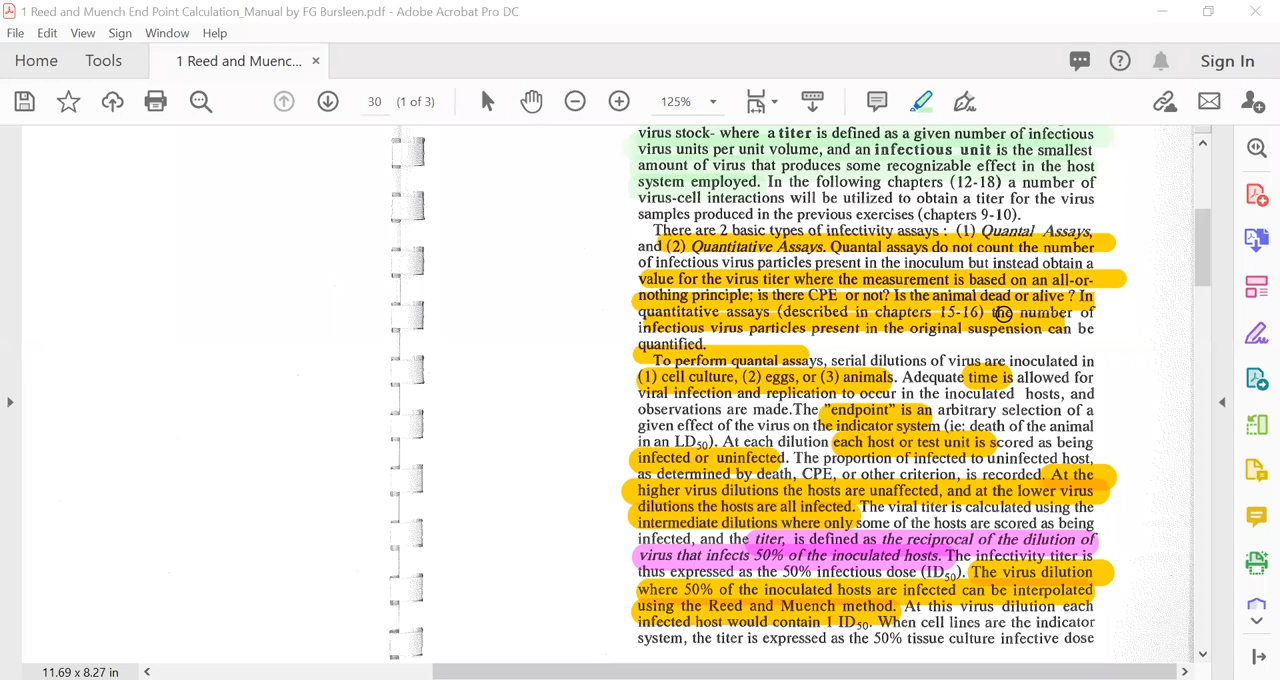 1 Reed and Muench End Point Calculation_Manual by FG Bursleen.pdf - Adobe Acrobat Pro DC
File Edit View Sign Window Help
Home Tools 1 Reed and Muenc... × Sign In
30 (1 of 3) 125%
virus stock- where a titer is defined as a given number of infectious
virus units per unit volume, and an infectious unit is the smallest
amount of virus that produces some recognizable effect in the host
system employed. In the following chapters (12-18) a number of
virus-cell interactions will be utilized to obtain a titer for the virus
samples produced in the previous exercises (chapters 9-10).
There are 2 basic types of infectivity assays : (1) Quantal Assays,
and (2) Quantitative Assays. Quantal assays do not count the number
of infectious virus particles present in the inoculum but instead obtain a
value for the virus titer where the measurement is based on an all-or-
nothing principle; is there CPE or not? Is the animal dead or alive ? In
quantitative assays (described in chapters 15-16) the number of
infectious virus particles present in the original suspension can be
quantified.
To perform quantal assays, serial dilutions of virus are inoculated in
(1) cell culture, (2) eggs, or (3) animals. Adequate time is allowed for
viral infection and replication to occur in the inoculated hosts, and
observations are made.The "endpoint" is an arbitrary selection of a
given effect of the virus on the indicator system (ie: death of the animal
in an LD50). At each dilution each host or test unit is scored as being
infected or uninfected. The proportion of infected to uninfected host,
as determined by death, CPE, or other criterion, is recorded. At the
higher virus dilutions the hosts are unaffected, and at the lower virus
dilutions the hosts are all infected. The viral titer is calculated using the
intermediate dilutions where only some of the hosts are scored as being
infected, and the titer, is defined as the reciprocal of the dilution of
virus that infects 50% of the inoculated hosts. The infectivity titer is
thus expressed as the 50% infectious dose (ID50). The virus dilution
where 50% of the inoculated hosts are infected can be interpolated
using the Reed and Muench method. At this virus dilution each
infected host would contain 1 ID50. When cell lines are the indicator
system, the titer is expressed as the 50% tissue culture infective dose
11.69 x 8.27 in